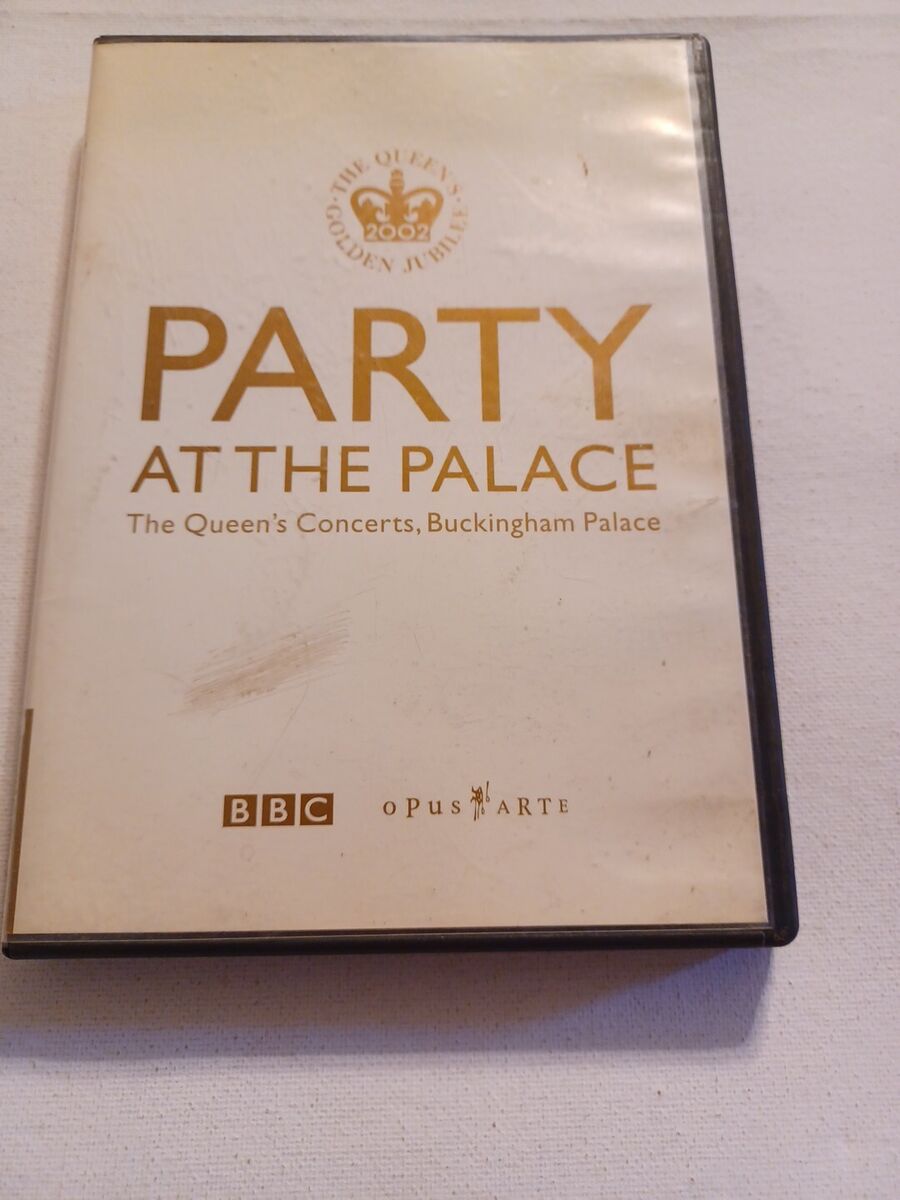 ·THE QUEEN'S·
GOLDEN JUBILEE
2002
PARTY
AT THE PALACE
The Queen's Concerts, Buckingham Palace
BBC
OPUS ARTE